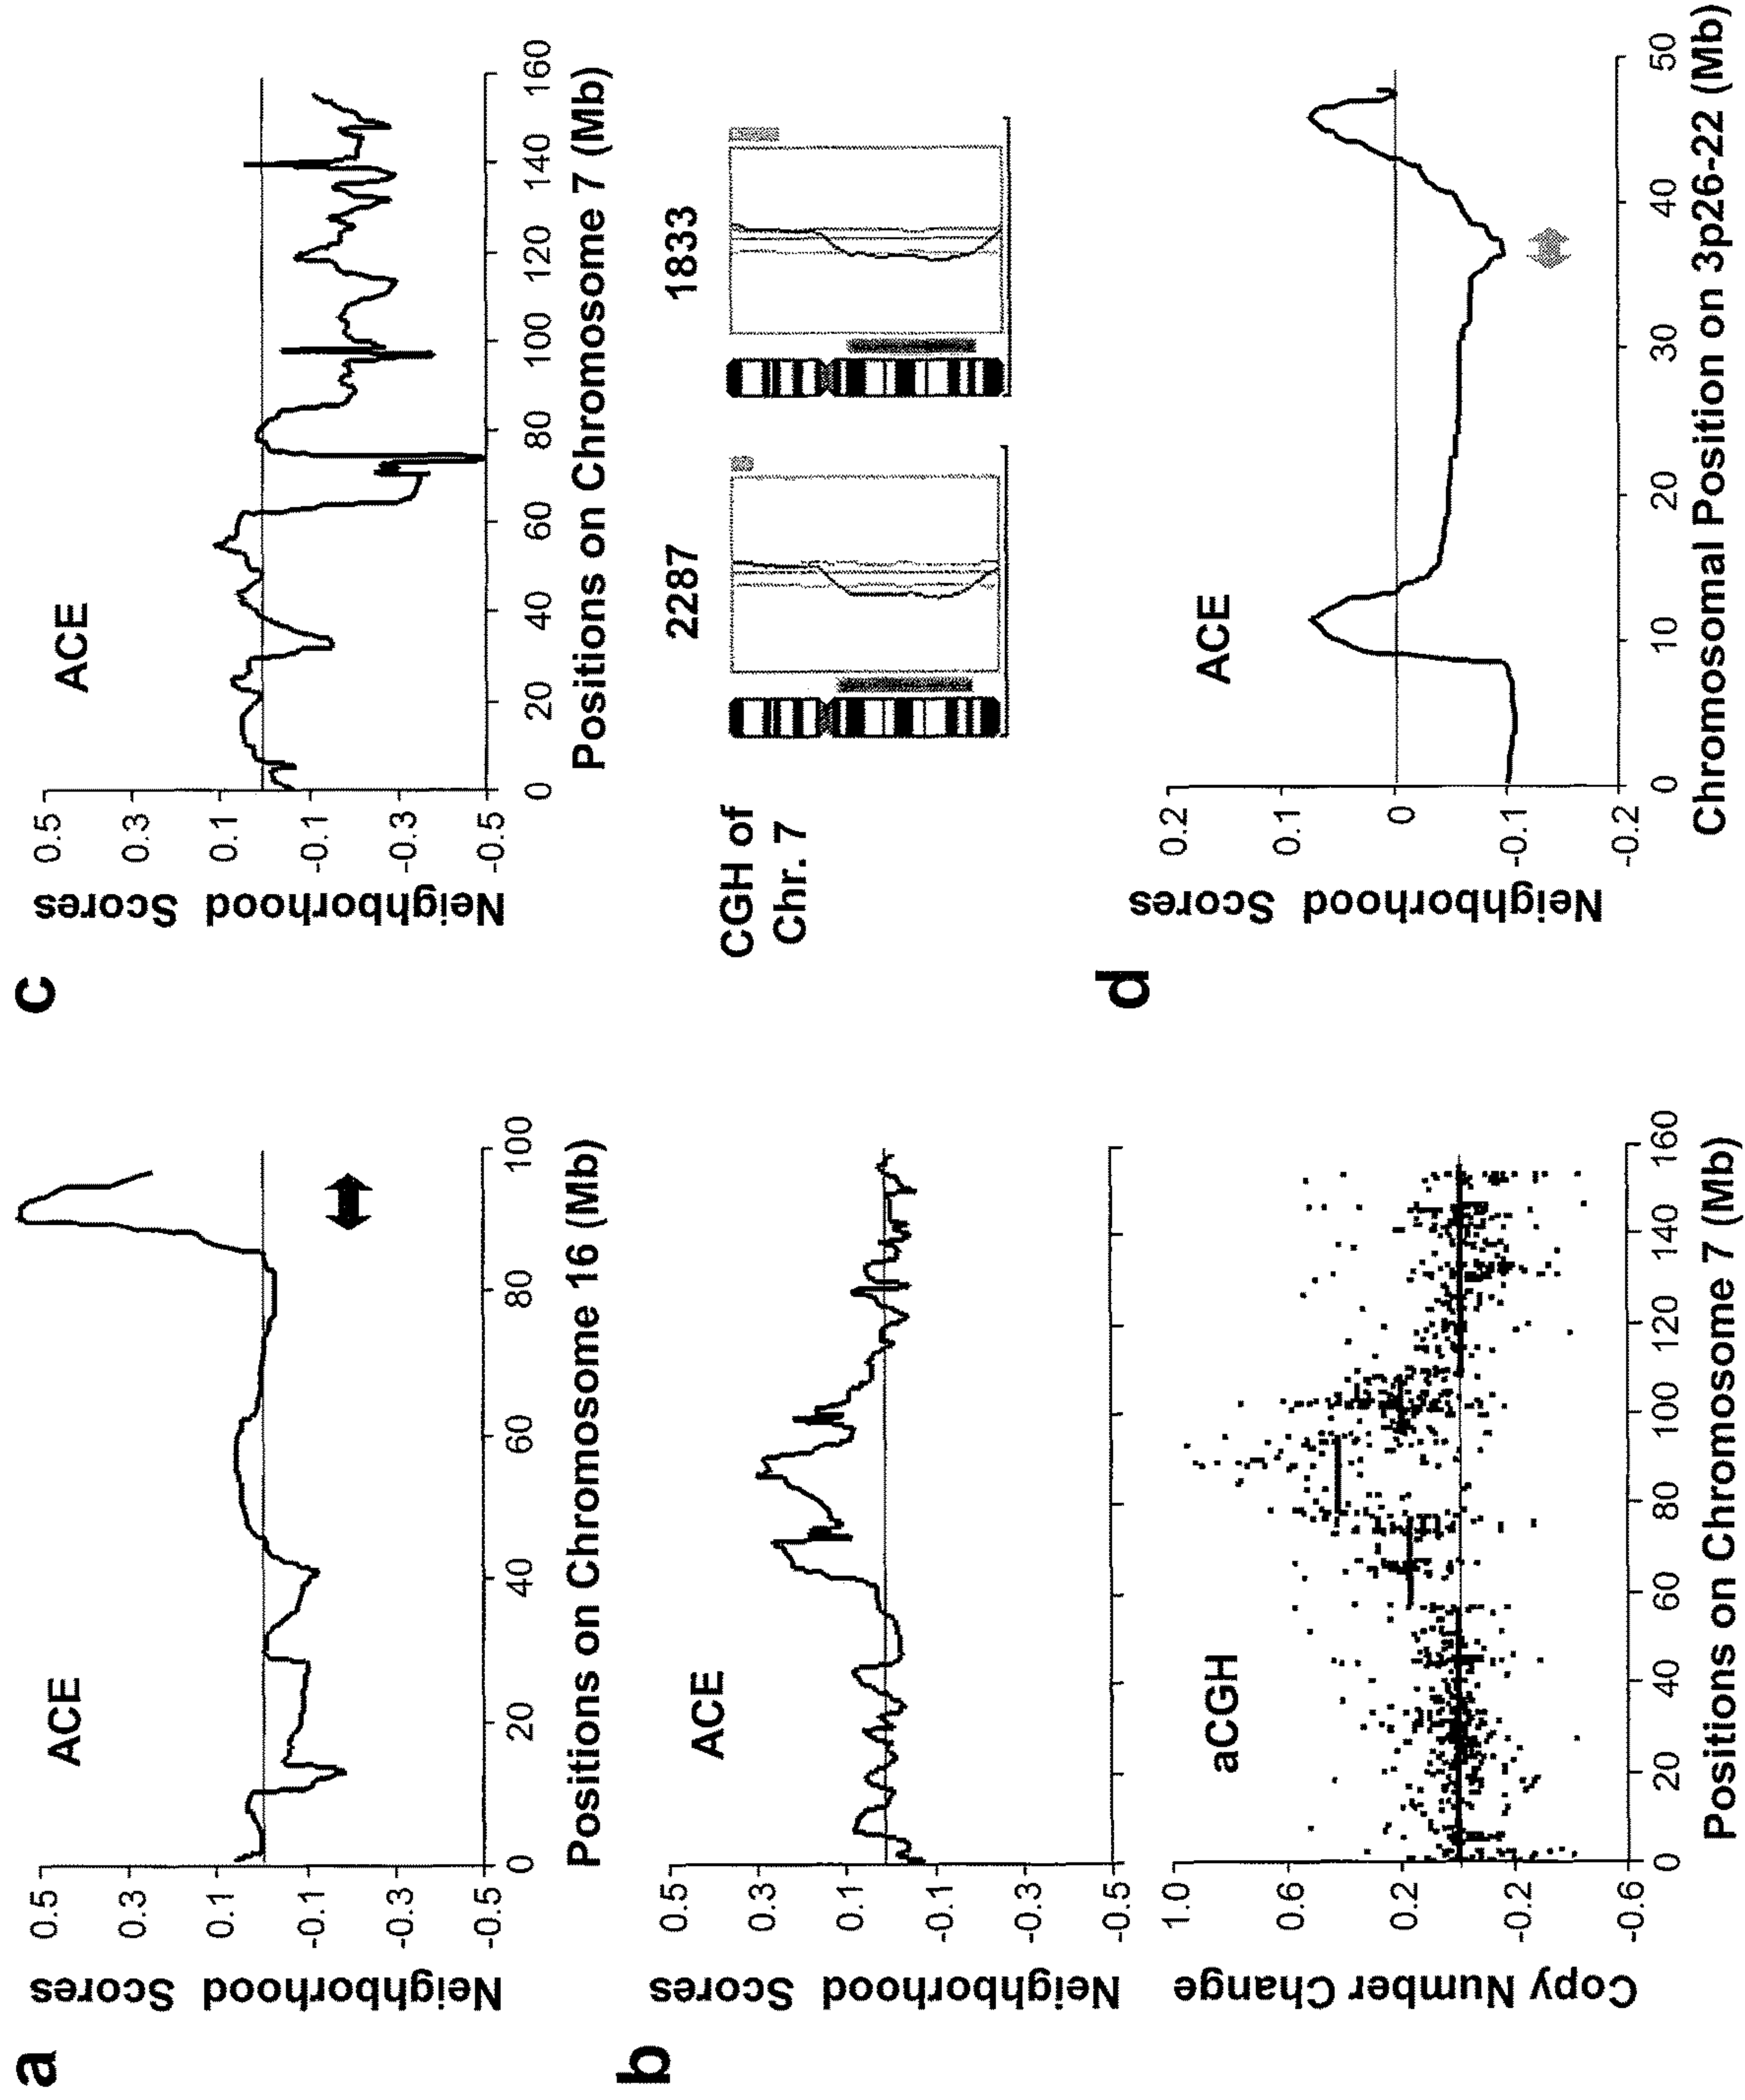 a
ACE
Neighborhood Scores
0.5
0.3
0.1
-0.1
-0.3
-0.5
0 20 40 60 80 100
Positions on Chromosome 16 (Mb)
b
ACE
Neighborhood Scores
0.5
0.3
0.1
-0.1
-0.3
-0.5
aCGH
Copy Number Change
1.0
0.6
0.2
-0.2
-0.6
0 20 40 60 80 100 120 140 160
Positions on Chromosome 7 (Mb)
c
ACE
Neighborhood Scores
0.5
0.3
0.1
-0.1
-0.3
-0.5
0 20 40 60 80 100 120 140 160
Positions on Chromosome 7 (Mb)
CGH of
Chr. 7
2287
1833
d
ACE
Neighborhood Scores
0.2
0.1
0
-0.1
-0.2
0 10 20 30 40 50
Chromosomal Position on 3p26-22 (Mb)